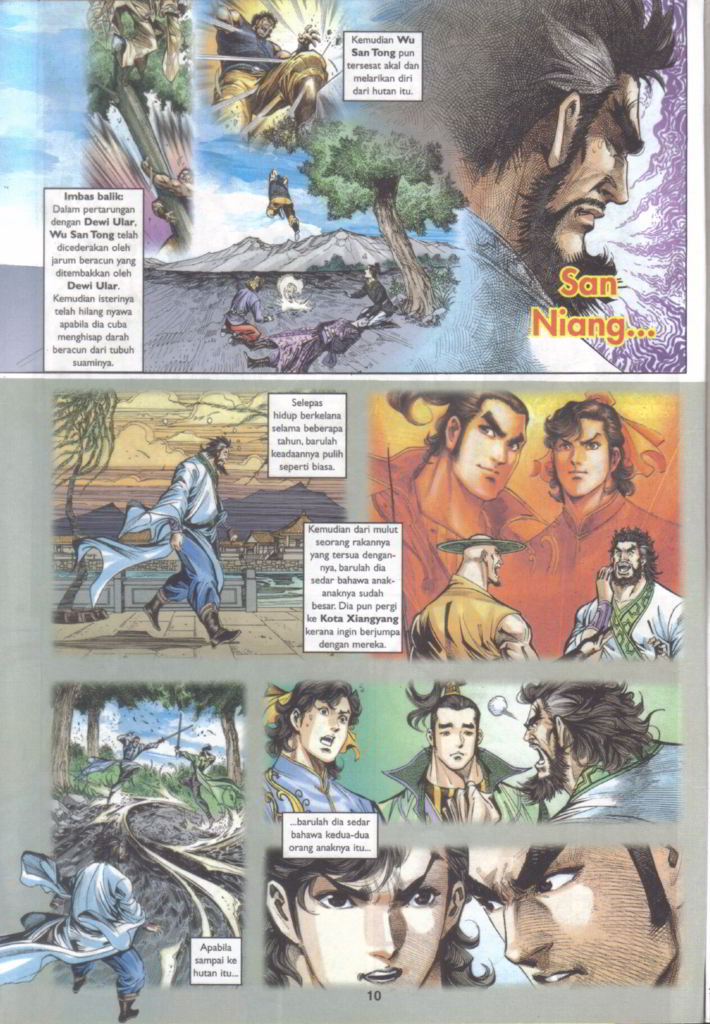 Kemudian Wu
San Tong pun
tersesat akal dan
melarikan diri
dari hutan itu.
Imbas balik:
Dalam pertarungan
dengan Dewi Ular,
Wu San Tong telah
dicederakan oleh
jarum beracun yang
ditembakkan oleh
Dewi Ular.
Kemudian isterinya
telah hilang nyawa
apabila dia cuba
menghisap darah
beracun dari tubuh
suaminya.
San
Niang...
Selepas
hidup berkelana
selama beberapa
tahun, barulah
keadaannya pulih
seperti biasa.
Kemudian dari mulut
seorang rakannya
yang tersua dengan-
nya, barulah dia
sedar bahawa anak-
anaknya sudah
besar. Dia pun pergi
ke Kota Xiangyang
kerana ingin berjumpa
dengan mereka.
Apabila
sampai ke
hutan itu...
...barulah dia sedar
bahawa kedua-dua
orang anaknya itu...
10